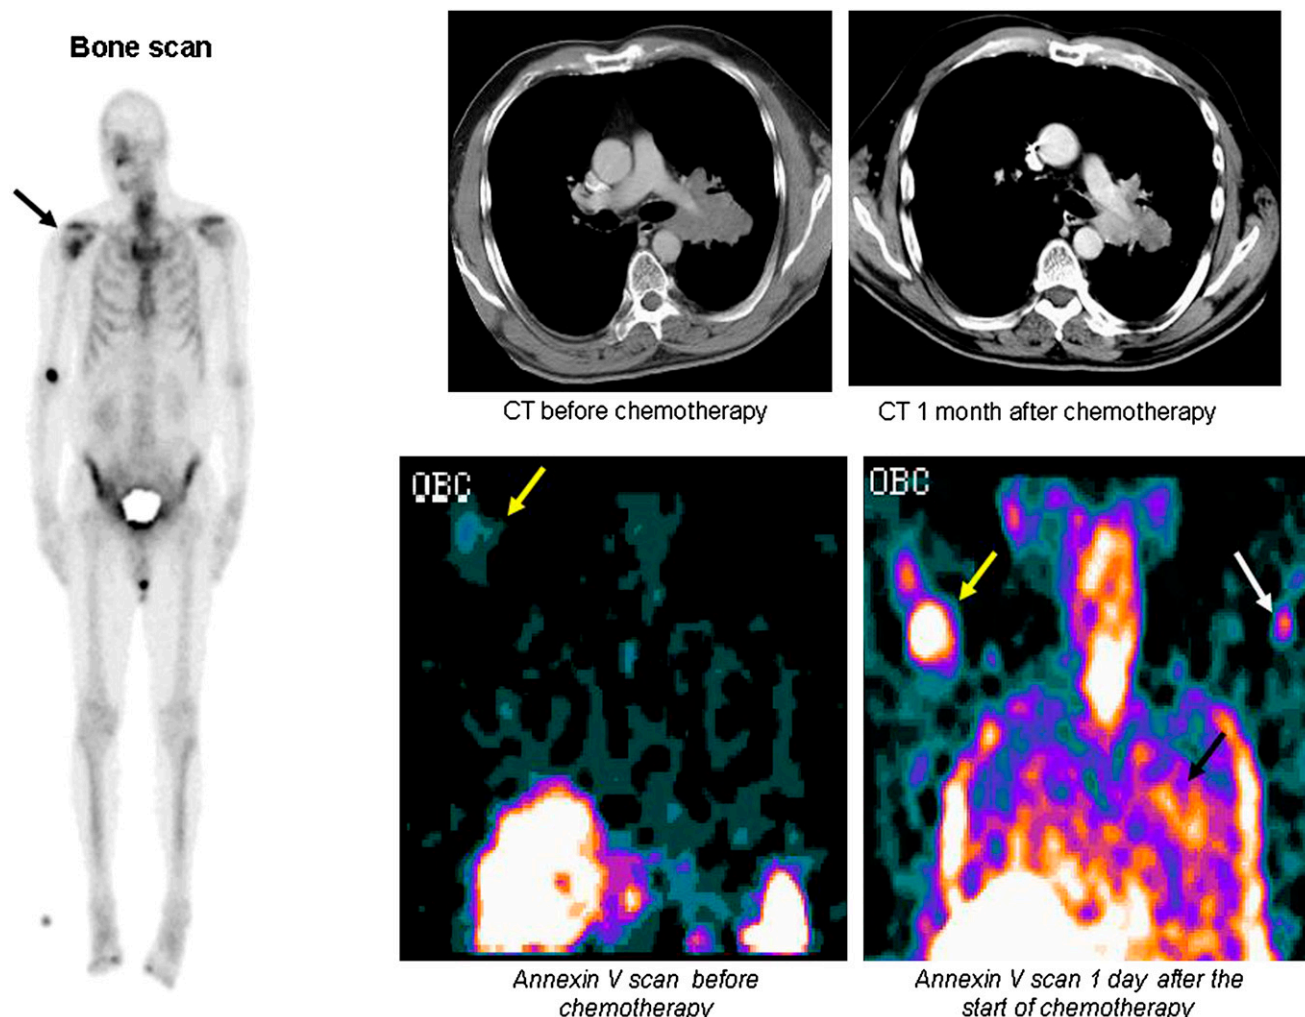 Bone scan
CT before chemotherapy
CT 1 month after chemotherapy
OBC
OBC
Annexin V scan before
chemotherapy
Annexin V scan 1 day after the
start of chemotherapy